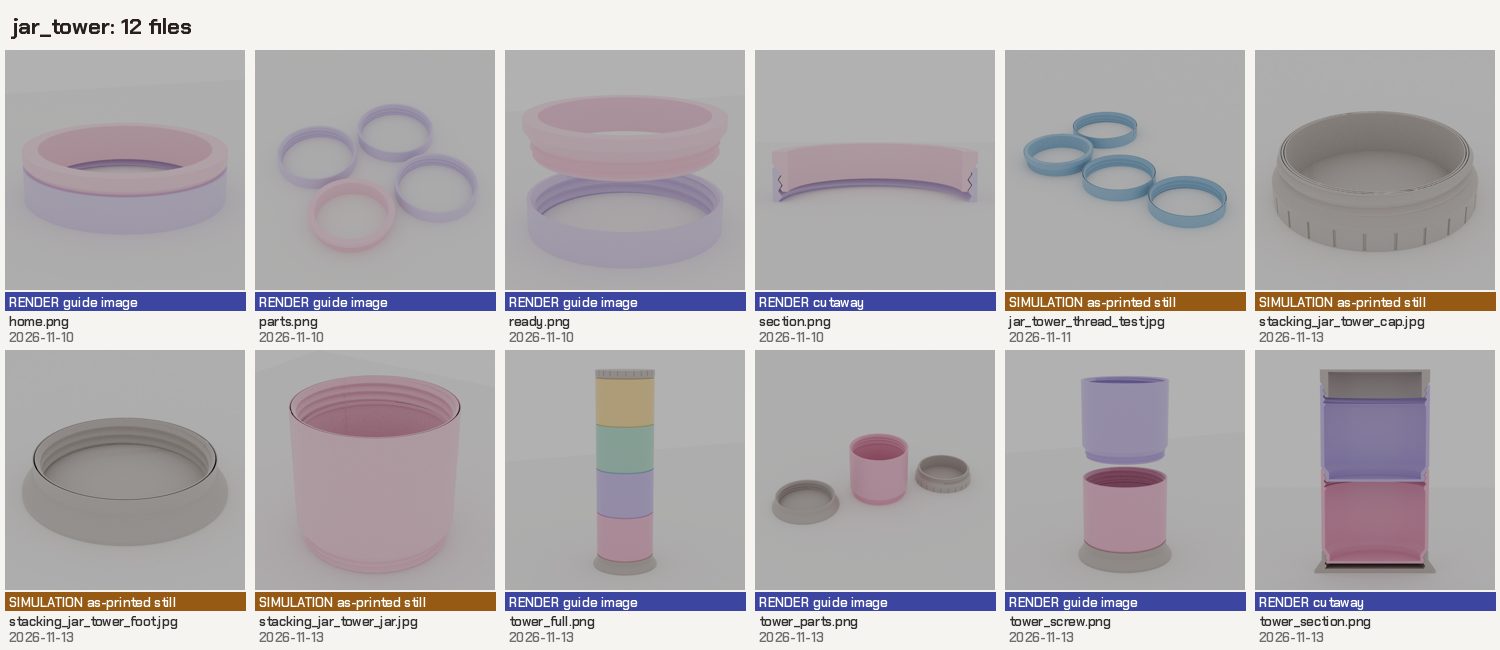 jar_tower: 12 files
RENDER guide image
RENDER guide image
RENDER guide image
RENDER cutaway
SIMULATION as-printed still
SIMULATION as-printed still
home.png
parts.png
ready.png
section.png
jar_tower_thread_test.jpg
stacking_jar_tower_cap.jpg
2026-11-10
2026-11-10
2026-11-10
2026-11-10
2026-11-11
2026-11-13
SIMULATION as-printed still
SIMULATION as-printed still
RENDER guide image
RENDER guide image
RENDER guide image
RENDER cutaway
stacking_jar_tower_foot.jpg
stacking_jar_tower_jar.jpg
tower_full.png
tower_parts.png
tower_screw.png
tower_section.png
2026-11-13
2026-11-13
2026-11-13
2026-11-13
2026-11-13
2026-11-13